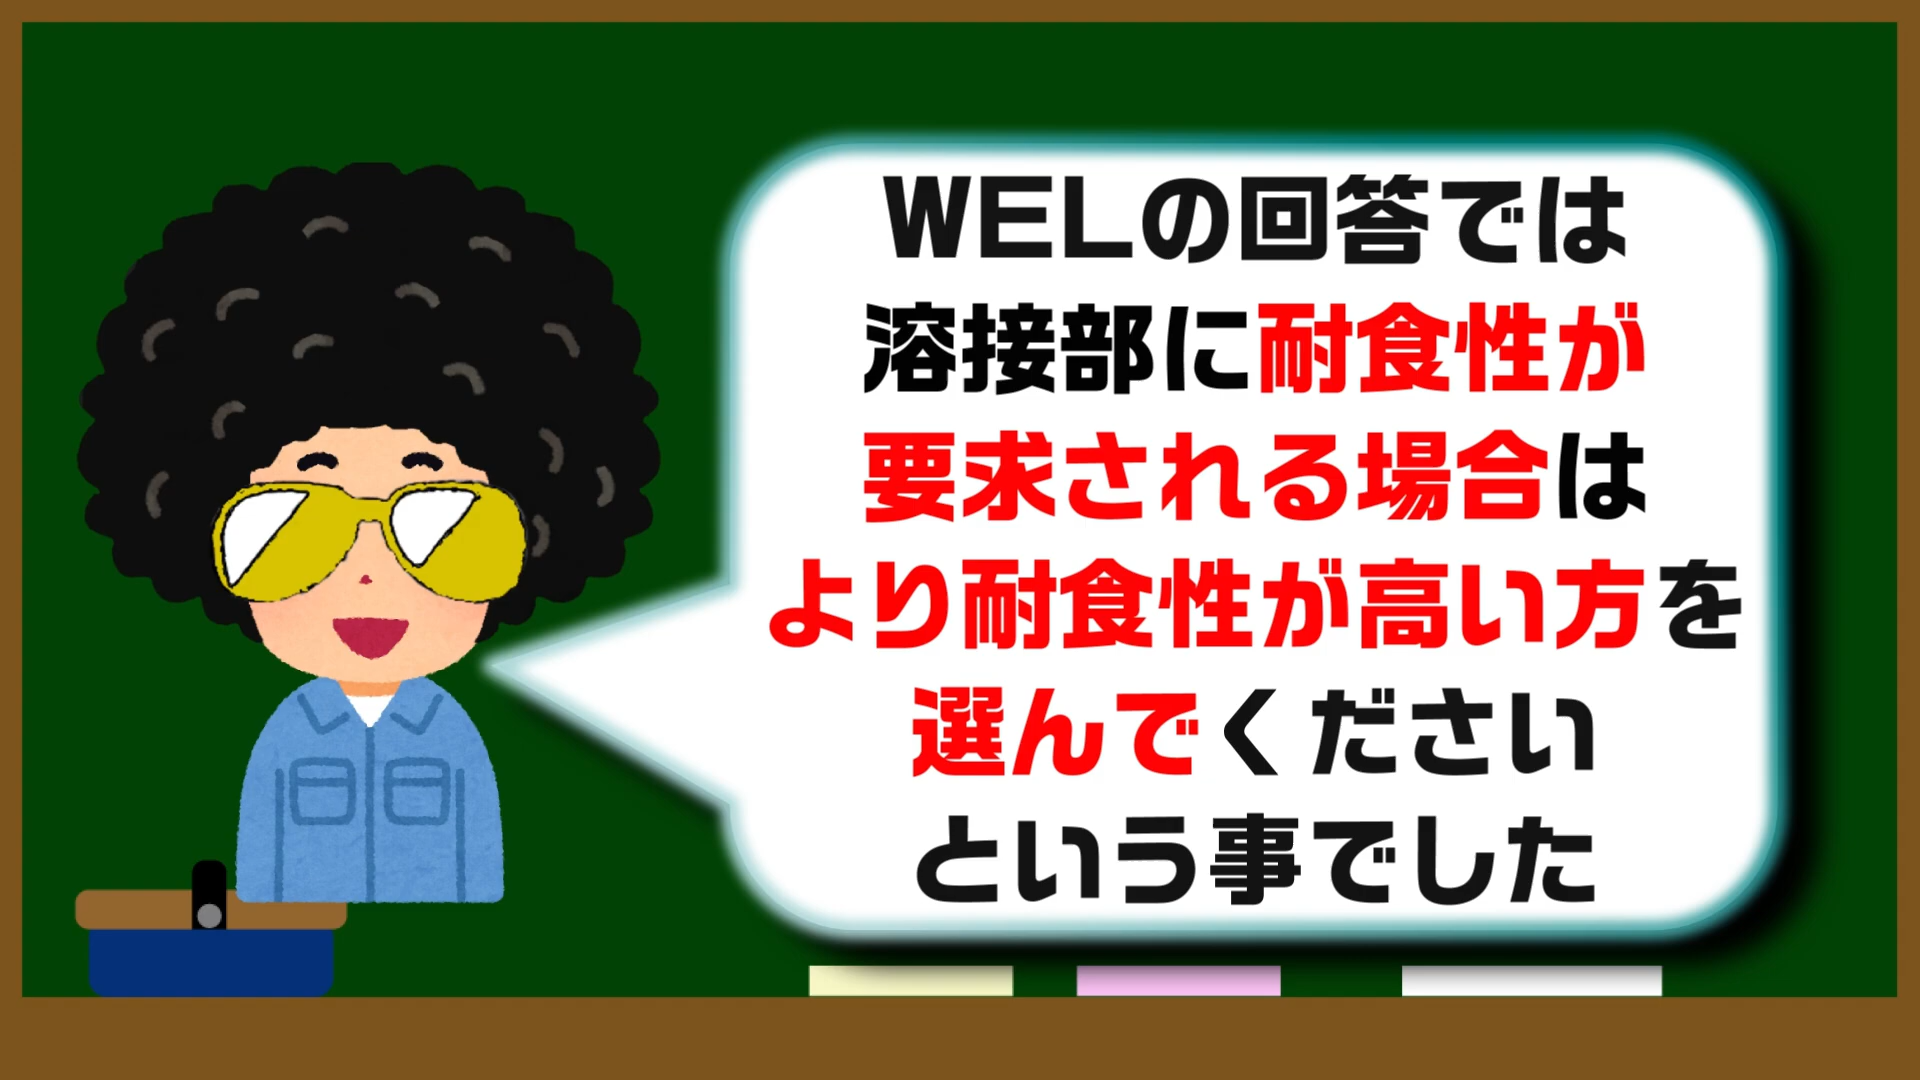 WELの回答では
溶接部に耐食性が
要求される場合は
より耐食性が高い方を
選んでください
という事でした